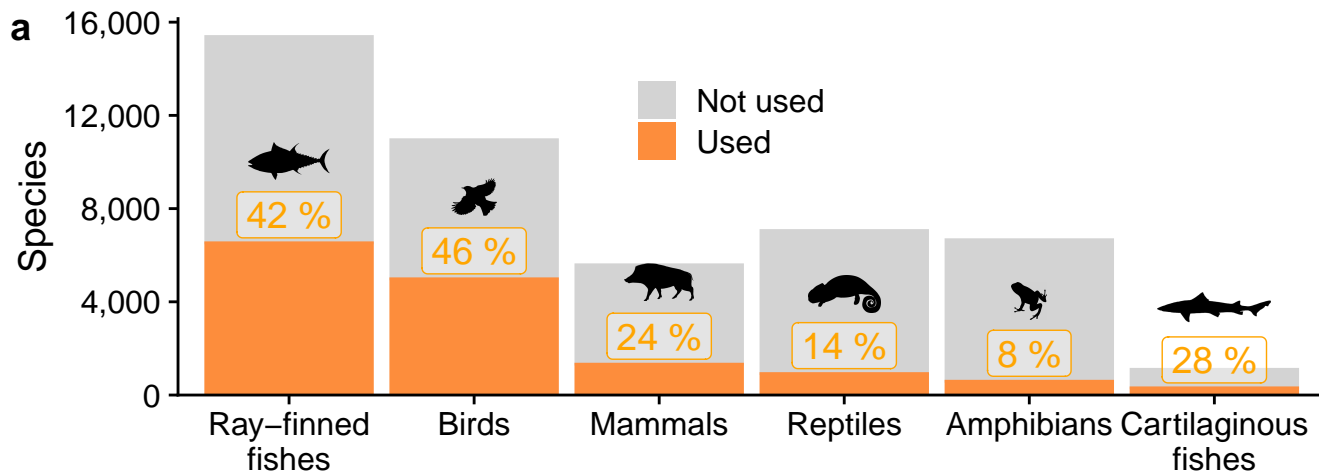 a
16,000
12,000
8,000
4,000
0
Species
Not used
Used
42 %
46 %
24 %
14 %
8 %
28 %
Ray−finned
fishes
Birds
Mammals
Reptiles
Amphibians
Cartilaginous
fishes